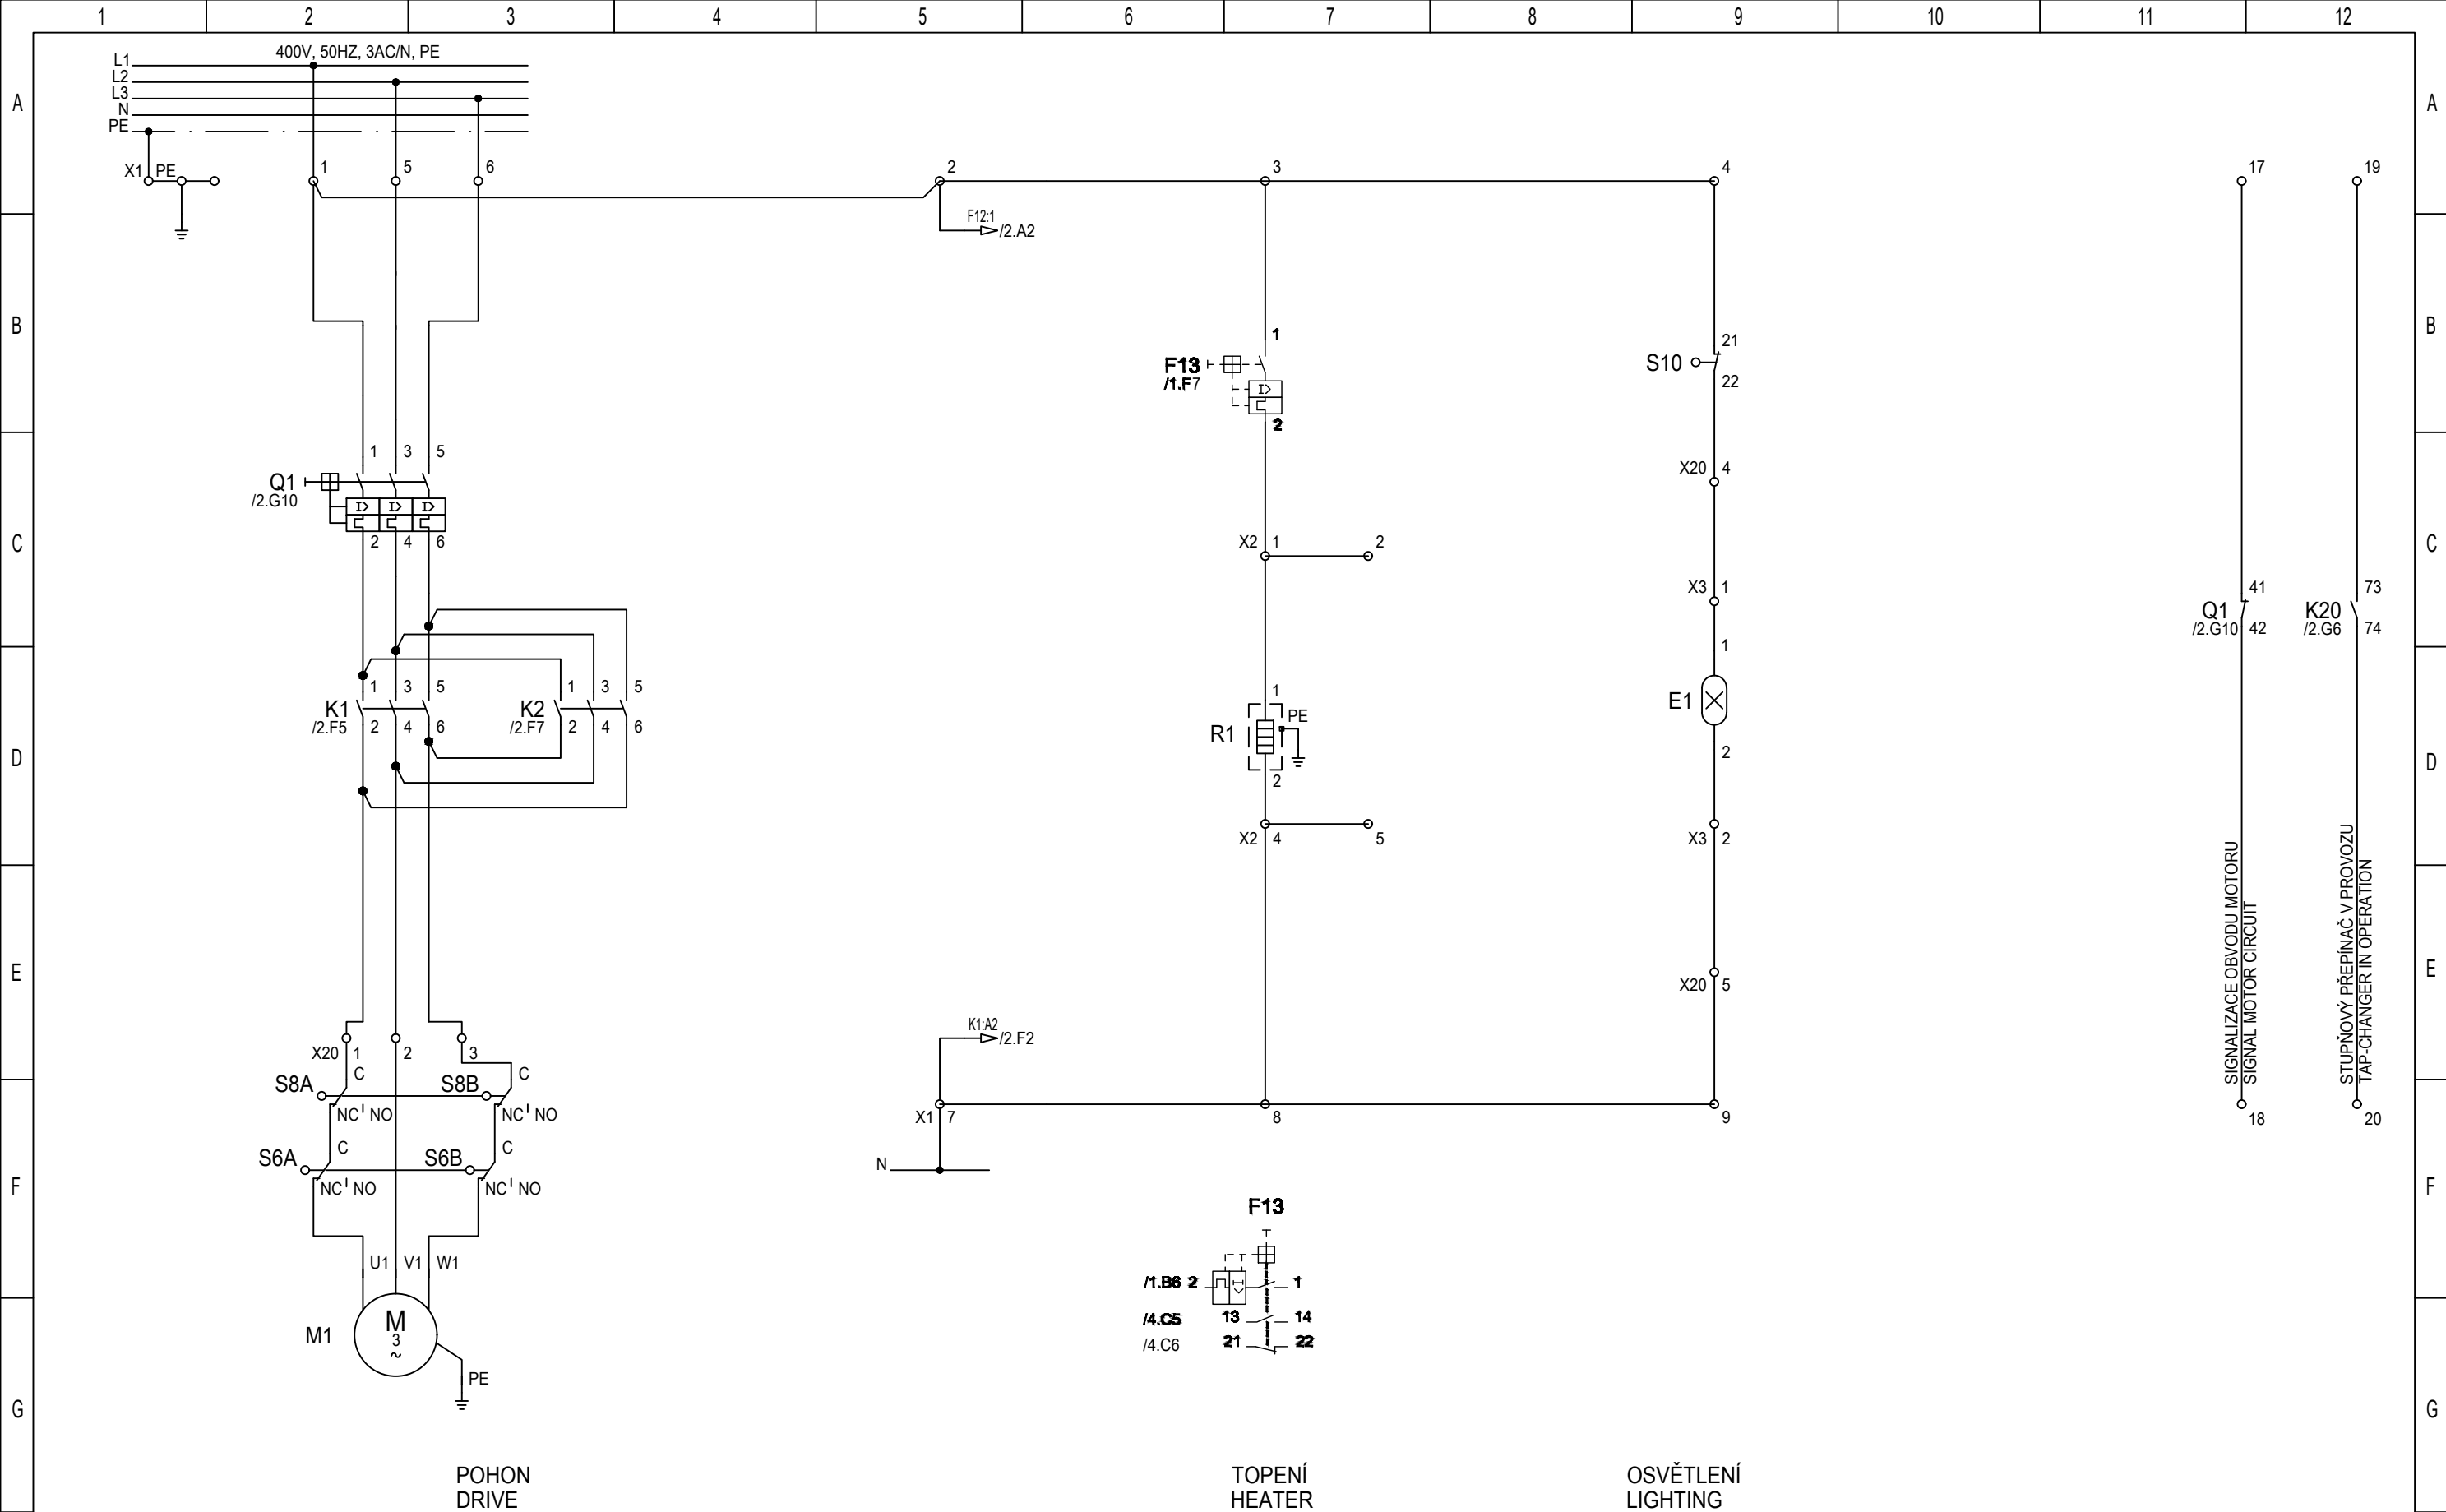 1 2 3 4 5 6 7 8 9 10 11 12
400V, 50HZ, 3AC/N, PE
L1
L2
L3
N
PE
A A
X1 PE 1 5 6 2 3 4 17 19
F12:1
/2.A2
B B
1
F13
/1.F7
I>
2
21
S10
22
1 3 5
Q1
/2.G10
I> I> I>
2 4 6
X20 4
C C
X2 1 2
X3 1
41
Q1
/2.G10 42
73
K20
/2.G6 74
1
1 3 5 1 3 5
K1
/2.F5 2 4 6
K2
/2.F7 2 4 6
1
PE
R1
2
E1
2
D D
X2 4 5
X3 2
SIGNALIZACE OBVODU MOTORU
SIGNAL MOTOR CIRCUIT
STUPŇOVÝ PŘEPÍNAČ V PROVOZU
TAP-CHANGER IN OPERATION
E E
X20 5
K1:A2
/2.F2
X20 1 2 3
C C
S8A S8B
NC NO NC NO
X1 7 8 9 18 20
C C
S6A S6B
NC NO NC NO
N
F F
F13
U1 V1 W1
/1.B6 2 I> 1
/4.C5 13 14
/4.C6 21 22
M1
M
3
~
PE
G G
POHON
DRIVE
TOPENÍ
HEATER
OSVĚTLENÍ
LIGHTING